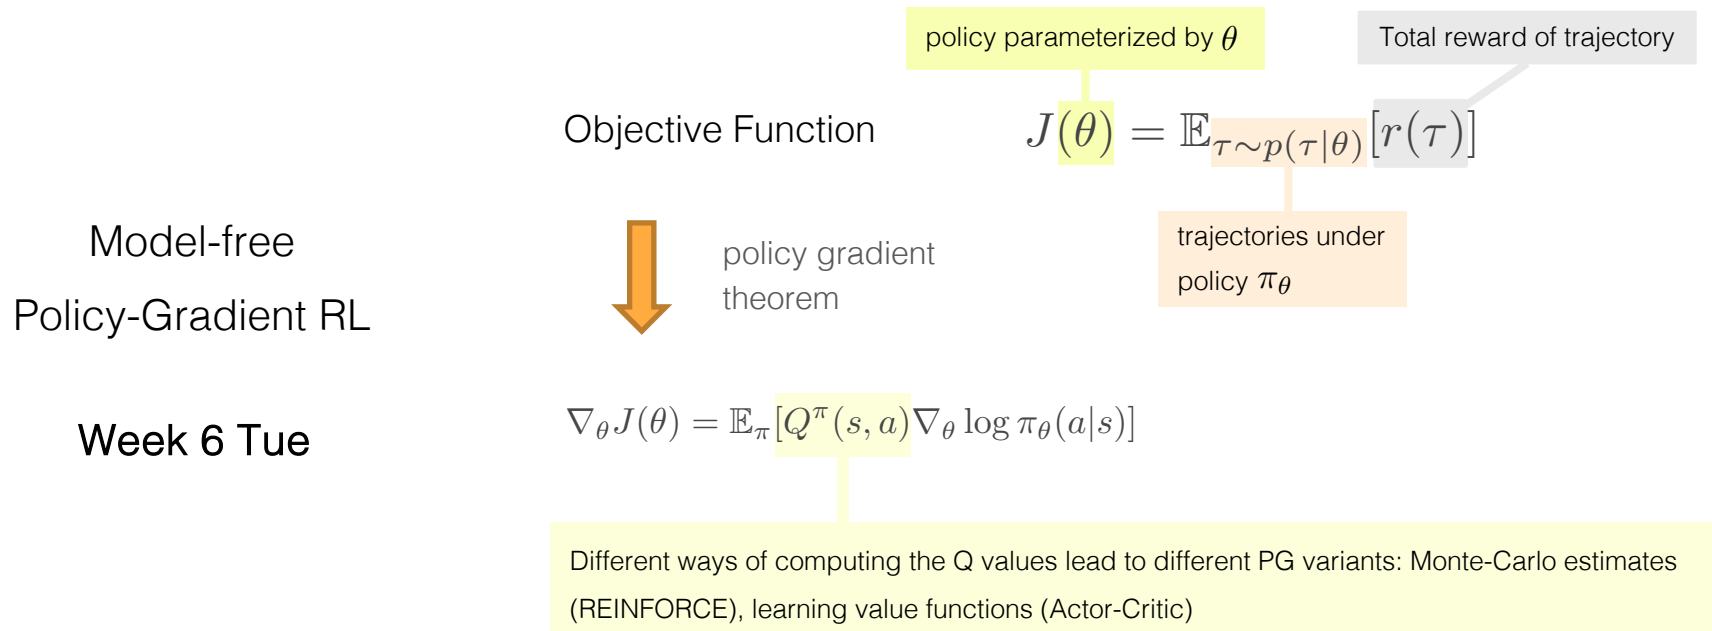 policy parameterized by θ
Total reward of trajectory
Objective Function
J(θ) = 𝔼_{τ∼p(τ|θ)}[r(τ)]
Model-free
Policy-Gradient RL
policy gradient
theorem
trajectories under
policy π_θ
Week 6 Tue
∇_θ J(θ) = 𝔼_π[Q^π(s, a)∇_θ log π_θ(a|s)]
Different ways of computing the Q values lead to different PG variants: Monte-Carlo estimates
(REINFORCE), learning value functions (Actor-Critic)